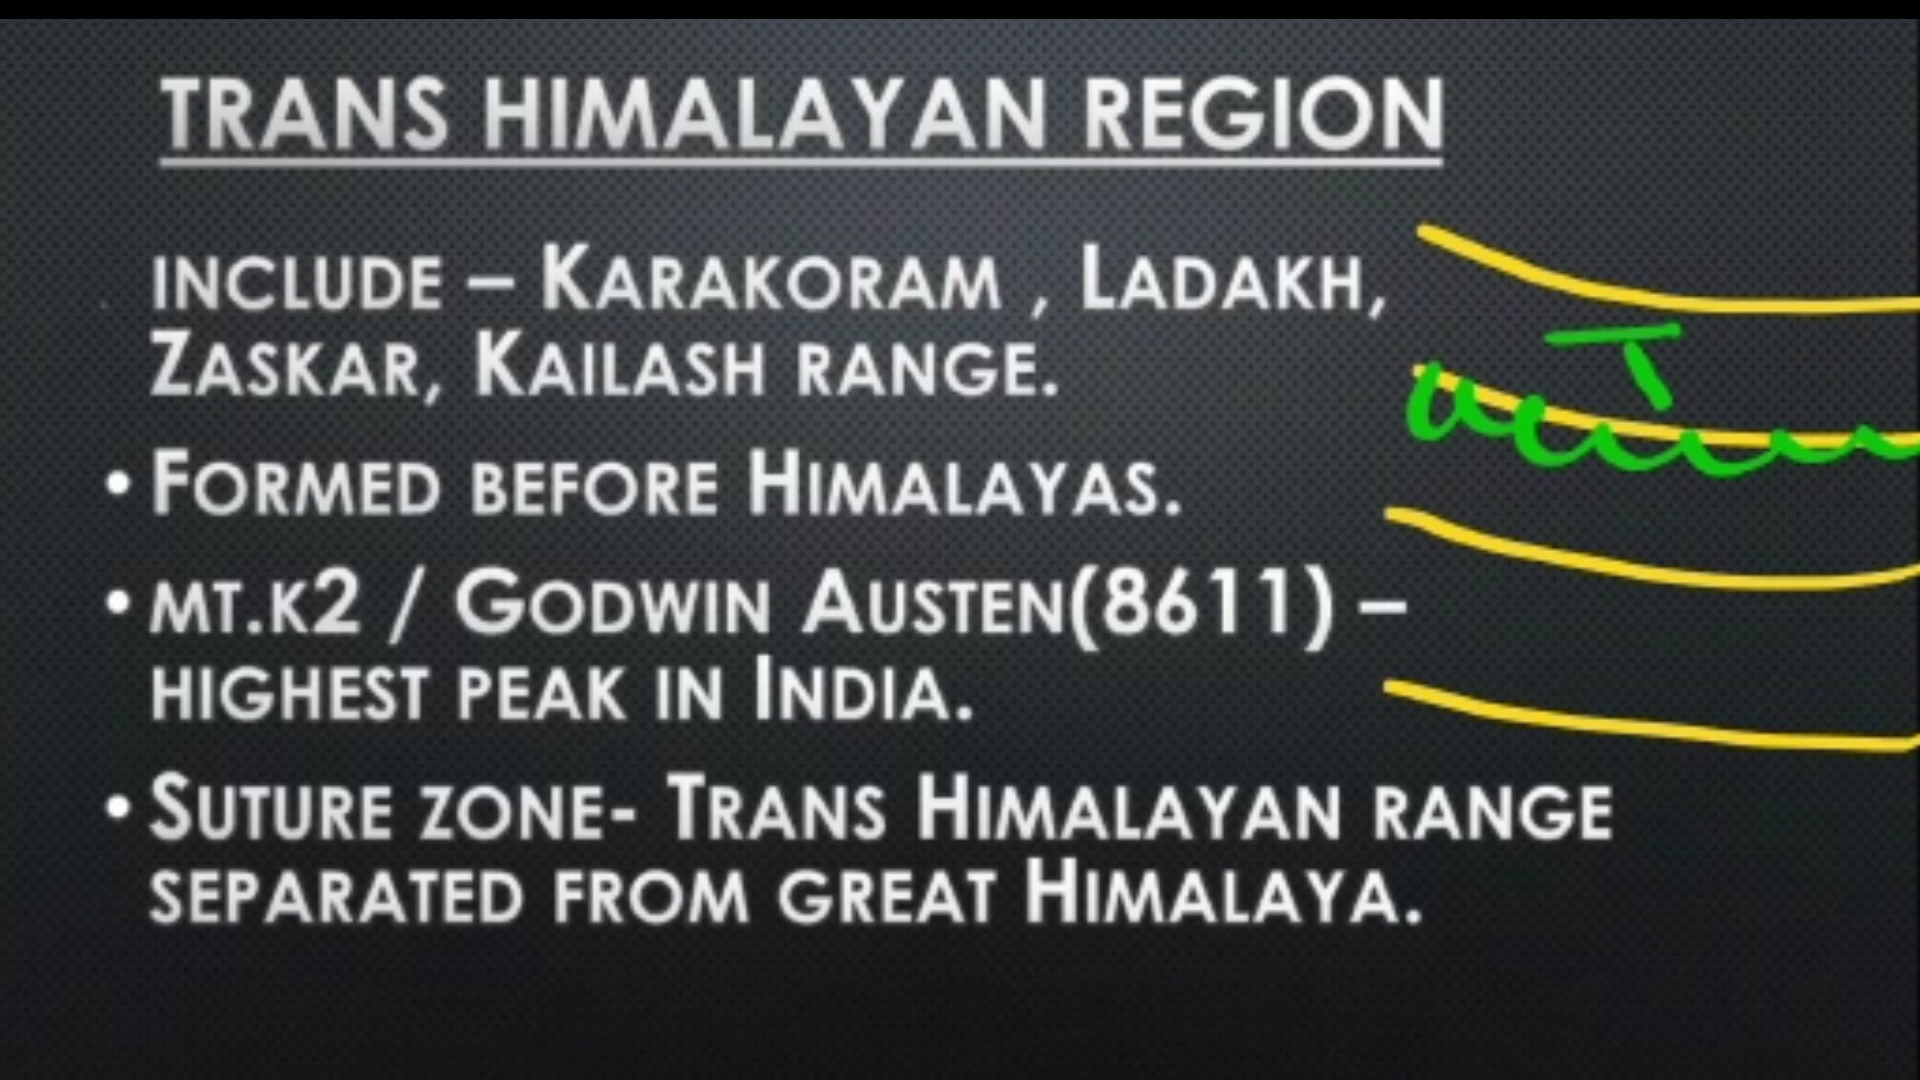 TRANS HIMALAYAN REGION
INCLUDE – KARAKORAM , LADAKH,
ZASKAR, KAILASH RANGE.
• FORMED BEFORE HIMALAYAS.
• MT.K2 / GODWIN AUSTEN(8611) –
HIGHEST PEAK IN INDIA.
• SUTURE ZONE- TRANS HIMALAYAN RANGE
SEPARATED FROM GREAT HIMALAYA.
T